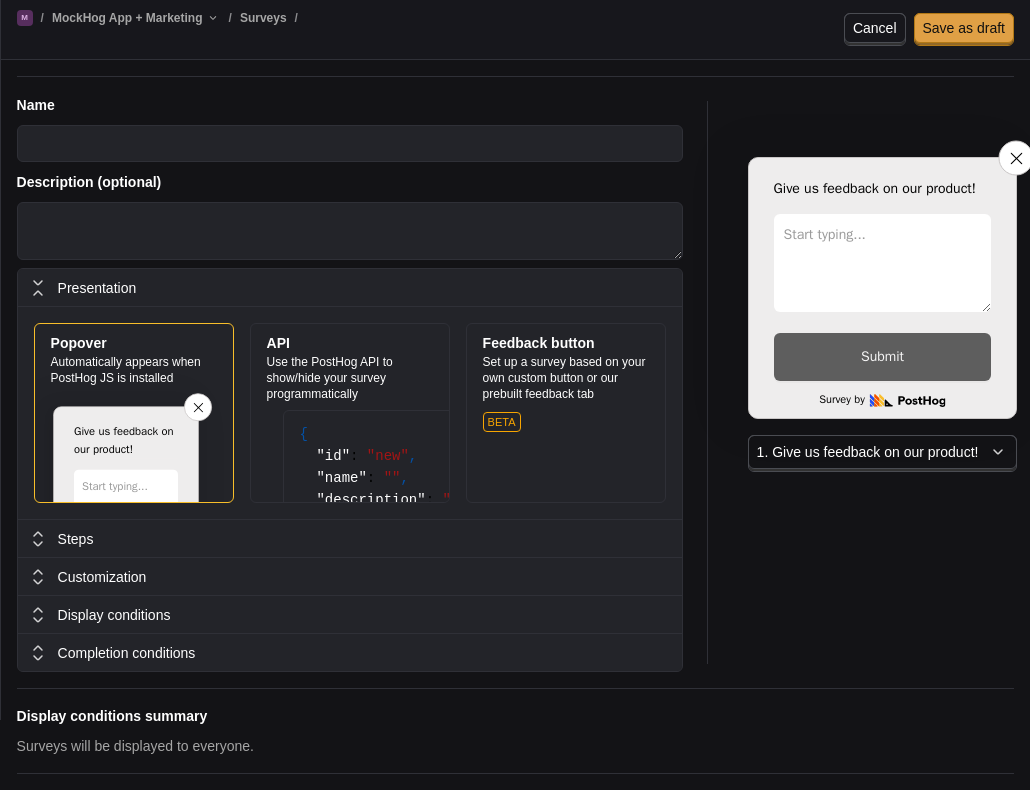 M / MockHog App + Marketing / Surveys /
Cancel
Save as draft
Name
Description (optional)
Presentation
Popover
Automatically appears when
PostHog JS is installed
Give us feedback on
our product!
Start typing...
API
Use the PostHog API to
show/hide your survey
programmatically
{
"id": "new",
"name": "",
"description": "
Feedback button
Set up a survey based on your
own custom button or our
prebuilt feedback tab
BETA
Steps
Customization
Display conditions
Completion conditions
Give us feedback on our product!
Start typing...
Submit
Survey by PostHog
1. Give us feedback on our product!
Display conditions summary
Surveys will be displayed to everyone.